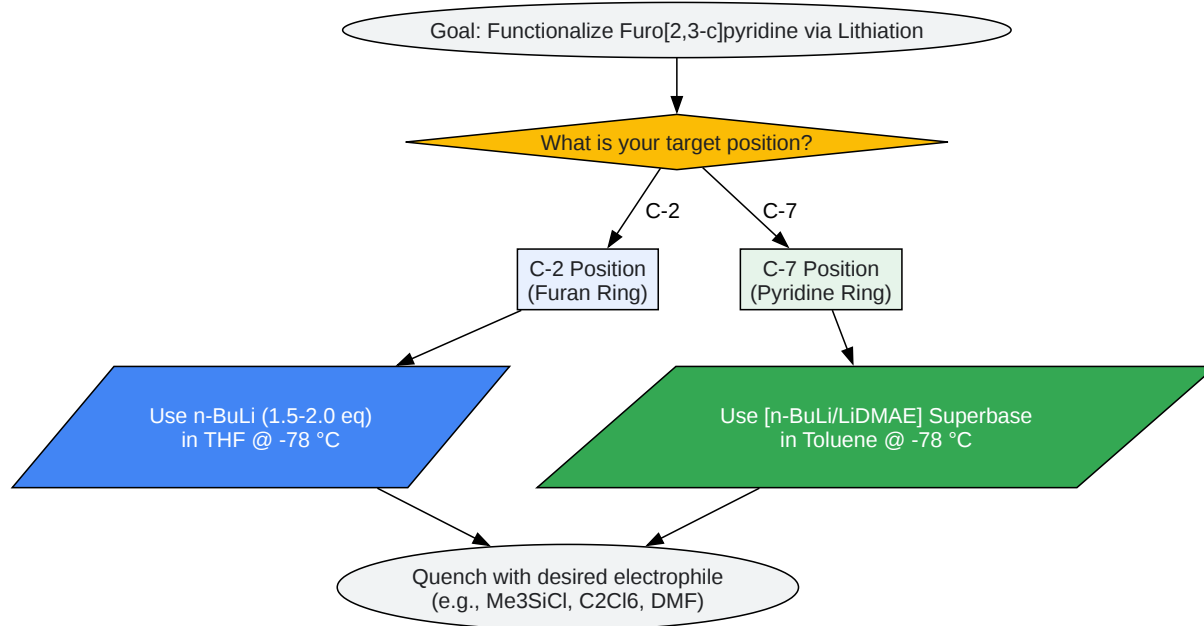 Goal: Functionalize Furo[2,3-c]pyridine via Lithiation
What is your target position?
C-2
C-7
C-2 Position
(Furan Ring)
C-7 Position
(Pyridine Ring)
Use n-BuLi (1.5-2.0 eq)
in THF @ -78 °C
Use [n-BuLi/LiDMAE] Superbase
in Toluene @ -78 °C
Quench with desired electrophile
(e.g., Me3SiCl, C2Cl6, DMF)